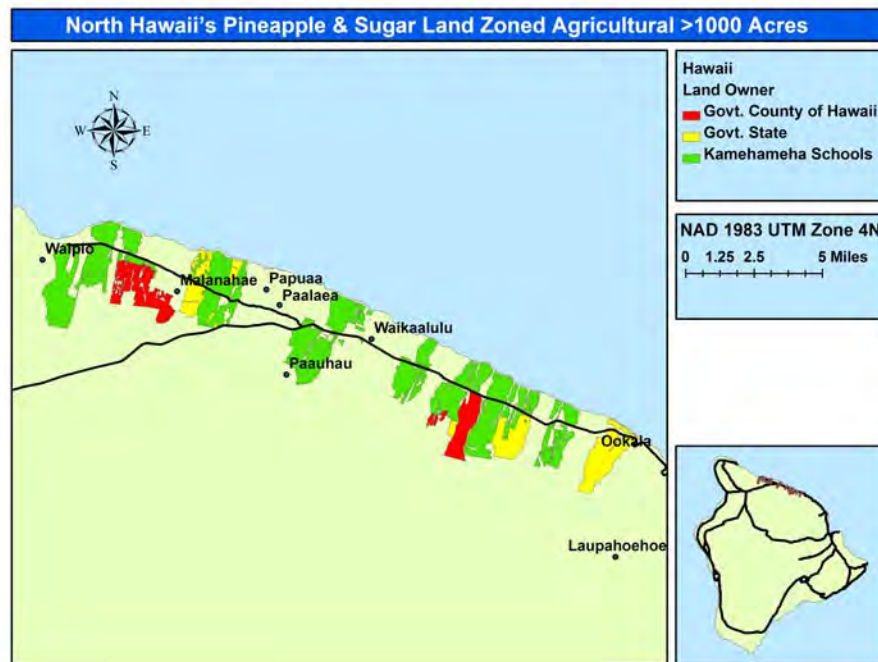 North Hawaii's Pineapple & Sugar Land Zoned Agricultural >1000 Acres
N
W E
S
Waipio
Malanahae
Papuaa
Paalaea
Waikaalulu
Paauhau
Ookala
Laupahoehoe
Hawaii
Land Owner
Govt. County of Hawaii
Govt. State
Kamehameha Schools
NAD 1983 UTM Zone 4N
0 1.25 2.5 5 Miles